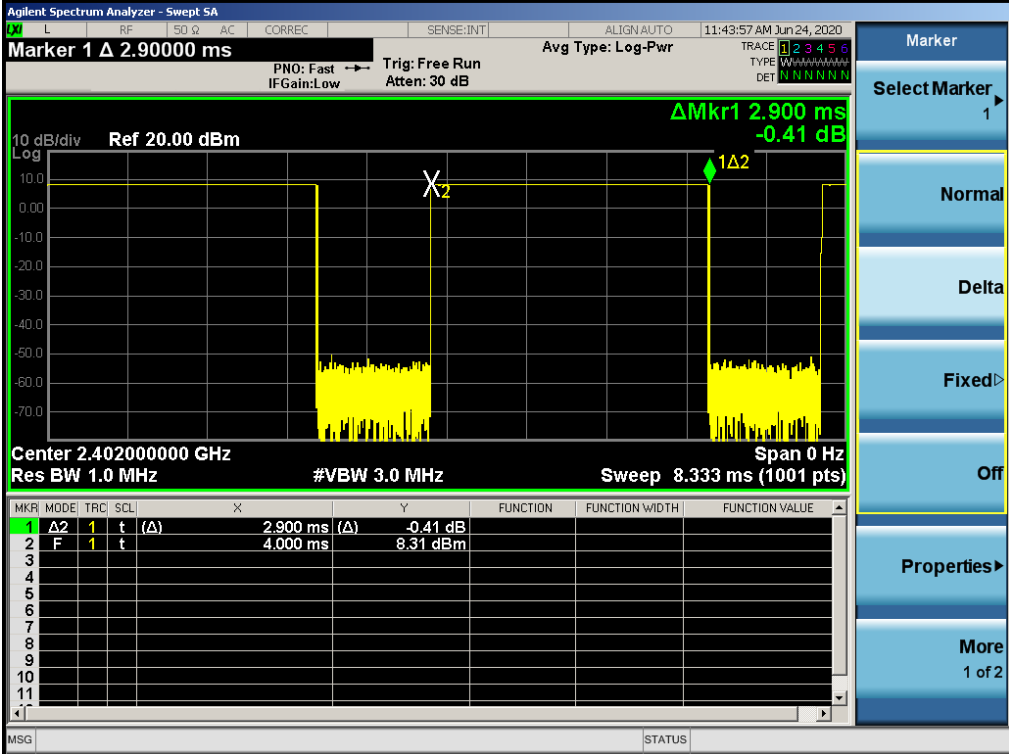 Agilent Spectrum Analyzer - Swept SA
LXI L RF 50 Ω AC CORREC SENSE:INT ALIGN AUTO 11:43:57 AM Jun 24, 2020
Marker 1 Δ 2.90000 ms
Avg Type: Log-Pwr
TRACE 1 2 3 4 5 6
TYPE WWWWWWW
DET N N N N N N
PNO: Fast
IFGain:Low
Trig: Free Run
Atten: 30 dB
ΔMkr1 2.900 ms
-0.41 dB
10 dB/div Ref 20.00 dBm
Log
10.0
0.00
-10.0
-20.0
-30.0
-40.0
-50.0
-60.0
-70.0
X2
1Δ2
Center 2.402000000 GHz Span 0 Hz
Res BW 1.0 MHz #VBW 3.0 MHz Sweep 8.333 ms (1001 pts)
MKR MODE TRC SCL X Y FUNCTION FUNCTION WIDTH FUNCTION VALUE
1 Δ2 1 t (Δ) 2.900 ms (Δ) -0.41 dB
2 F 1 t 4.000 ms 8.31 dBm
3
4
5
6
7
8
9
10
11
MSG STATUS
Marker
Select Marker
1
Normal
Delta
Fixed
Off
Properties
More
1 of 2